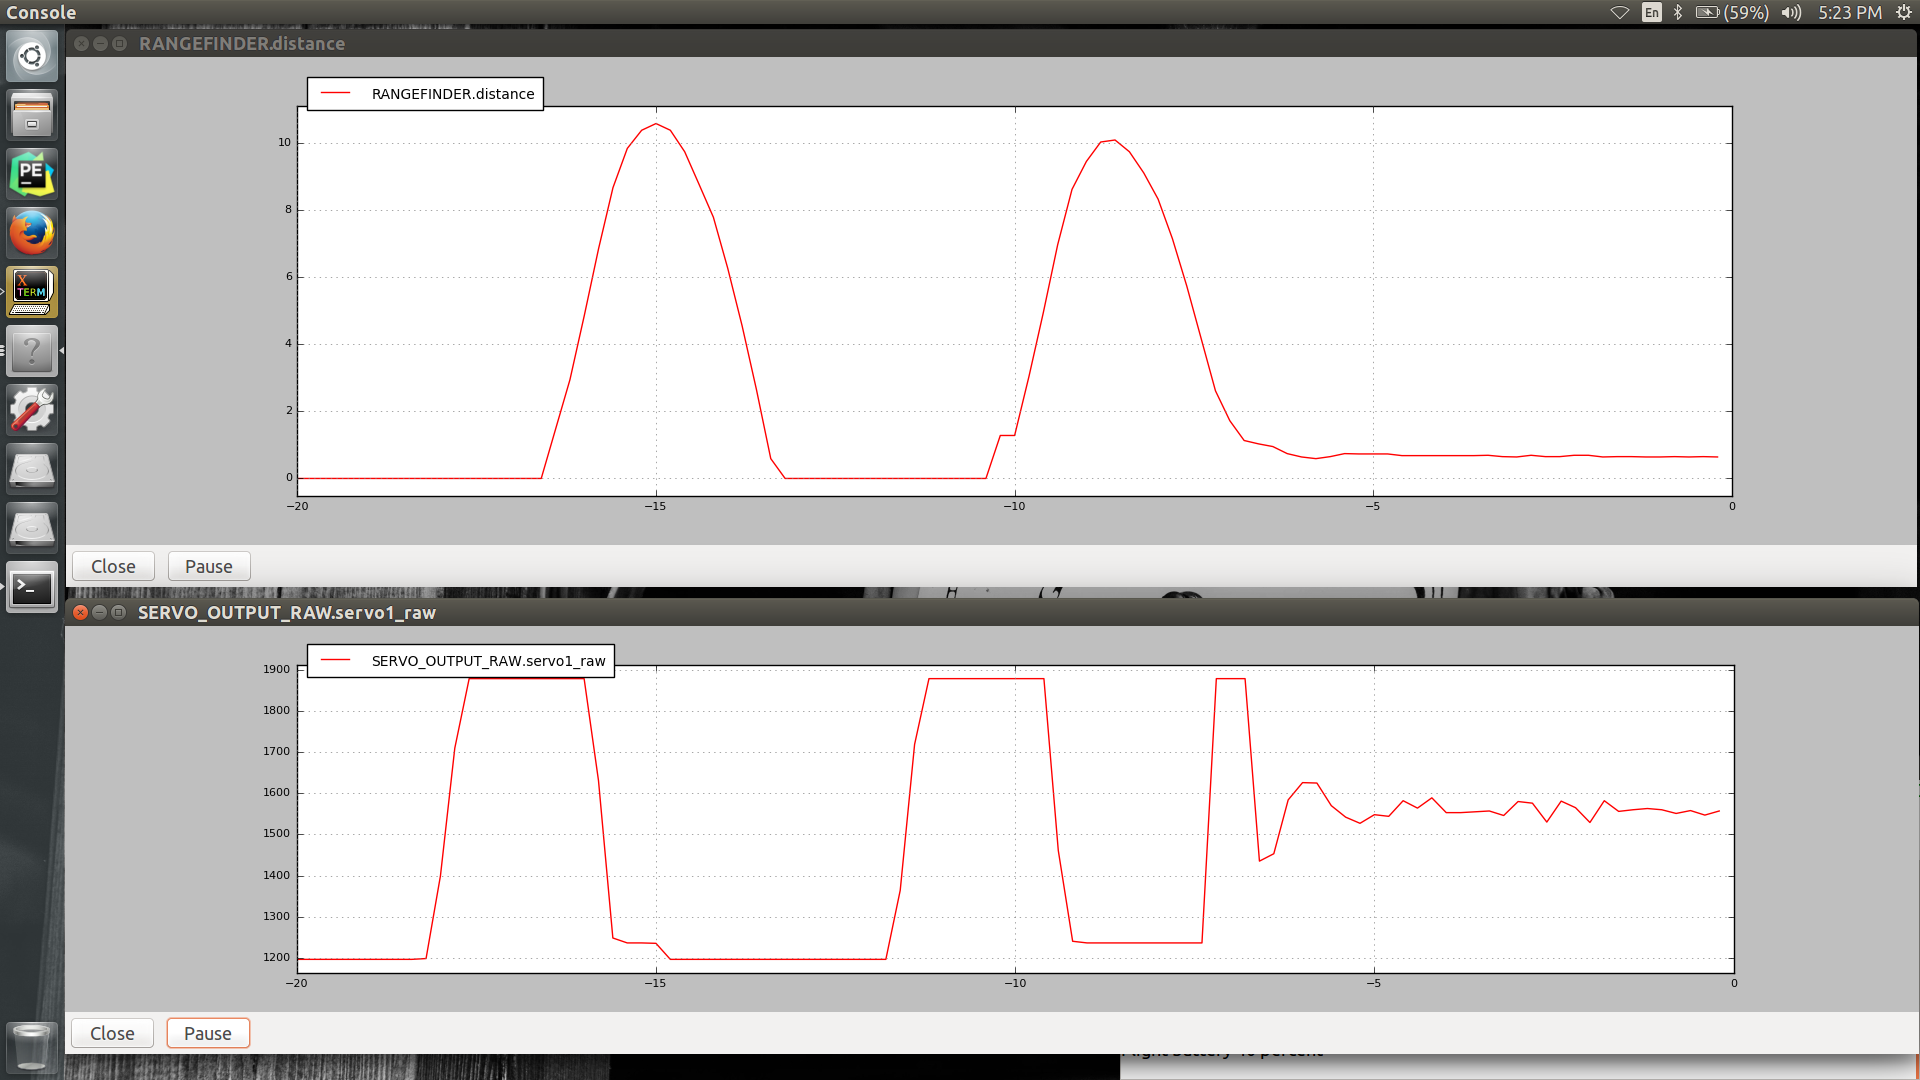 Console
En
(59%)
5:23 PM
RANGEFINDER.distance
PE
X
TERM
?
>_
RANGEFINDER.distance
10
8
6
4
2
0
−20
−15
−10
−5
0
Close
Pause
SERVO_OUTPUT_RAW.servo1_raw
SERVO_OUTPUT_RAW.servo1_raw
1900
1800
1700
1600
1500
1400
1300
1200
−20
−15
−10
−5
0
Close
Pause